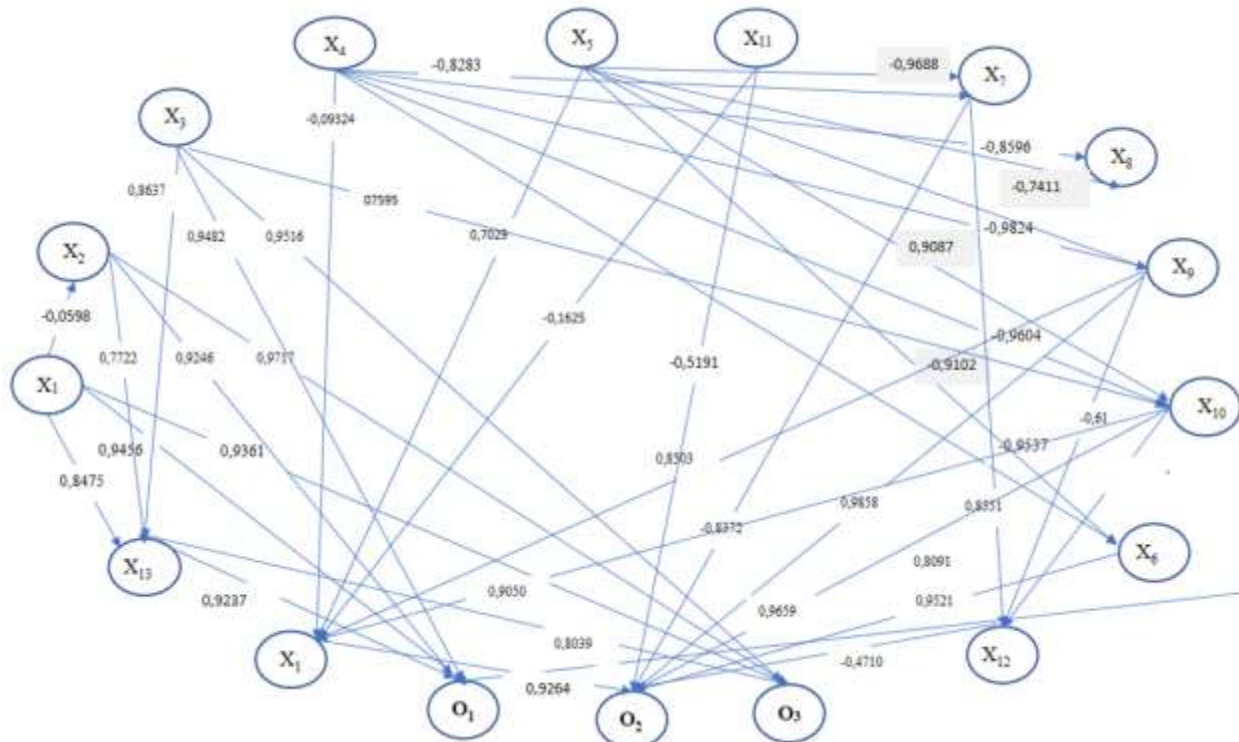 X₄
X₅
X₁₁
-0,8283
-0,9688
X₇
X₃
-0,09324
-0,8596
X₈
0,8637
07595
-0,7411
0,9482
0,9516
0,7029
-0,9824
0,9087
X₂
X₉
-0,0598
-0,1625
0,7722
0,9246
0,9717
-0,5191
-0,9604
-0,9102
X₁
X₁₀
-0,61
0,9456
0,9361
0,8503
-0,9537
0,8475
0,9858
0,8351
-0,8372
X₁₃
X₆
0,8091
0,9237
0,9050
0,9659
0,9521
0,8039
X₁
-0,4710
X₁₂
0,9264
O₁
O₂
O₃